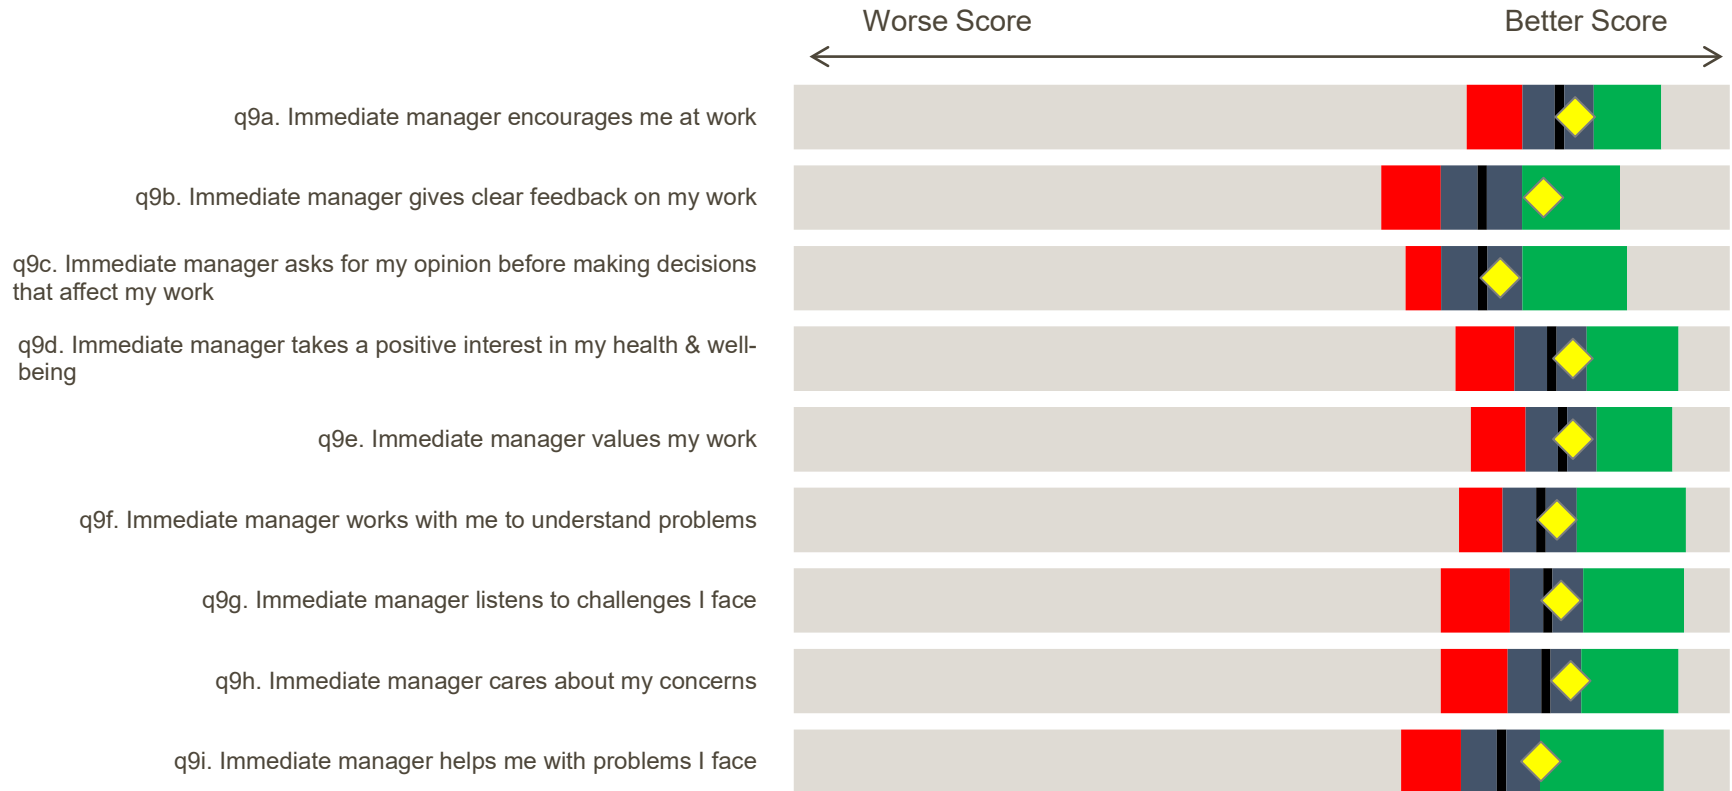 Worse Score
Better Score
q9a. Immediate manager encourages me at work
q9b. Immediate manager gives clear feedback on my work
q9c. Immediate manager asks for my opinion before making decisions
that affect my work
q9d. Immediate manager takes a positive interest in my health & well-
being
q9e. Immediate manager values my work
q9f. Immediate manager works with me to understand problems
q9g. Immediate manager listens to challenges I face
q9h. Immediate manager cares about my concerns
q9i. Immediate manager helps me with problems I face